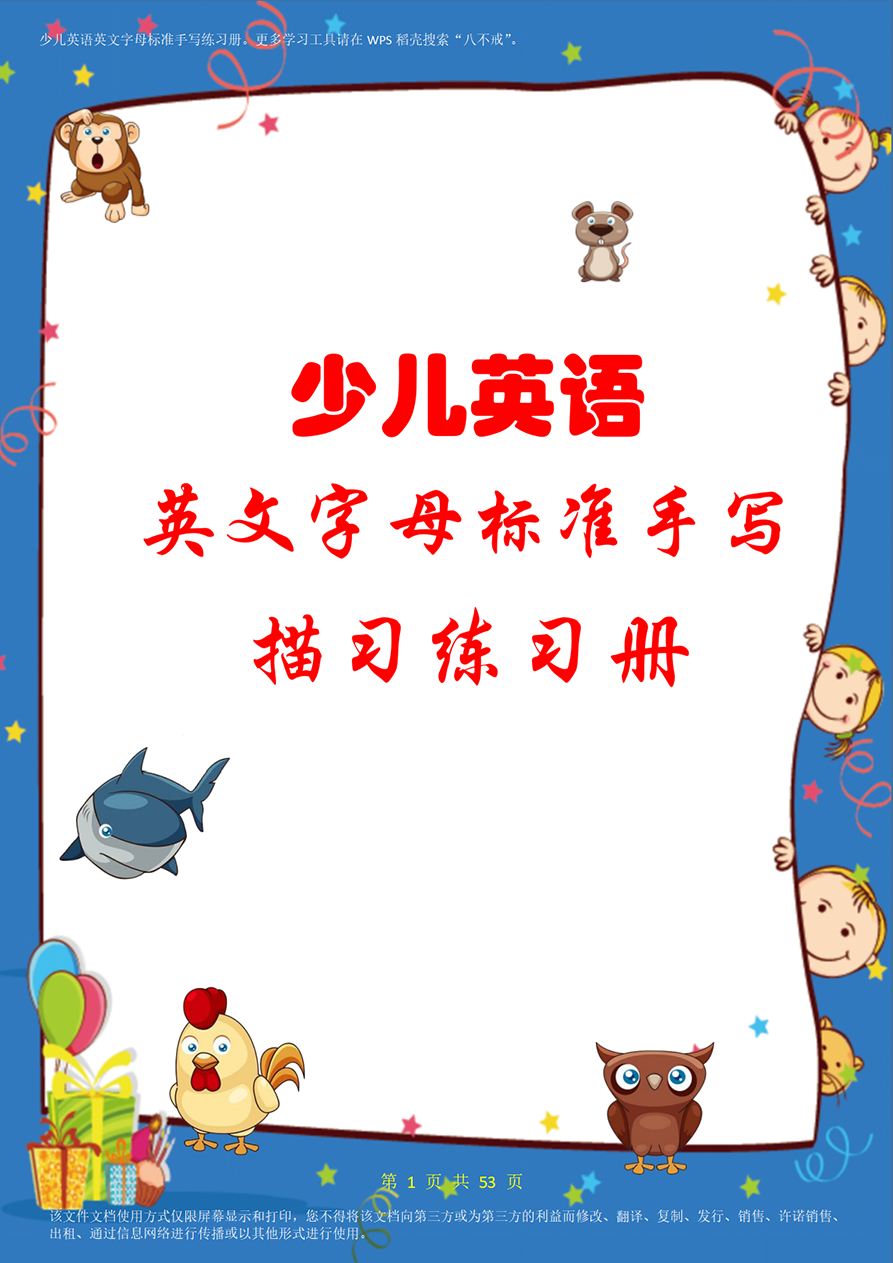 少儿英语英文字母标准手写练习册。更多学习工具请在 WPS 稻壳搜索“八不戒”。
少儿英语
英文字母标准手写
描习练习册
第 1 页 共 53 页
该文件文档使用方式仅限屏幕显示和打印，您不得将该文档向第三方或为第三方的利益而修改、翻译、复制、发行、销售、许诺销售、
出租、通过信息网络进行传播或以其他形式进行使用。